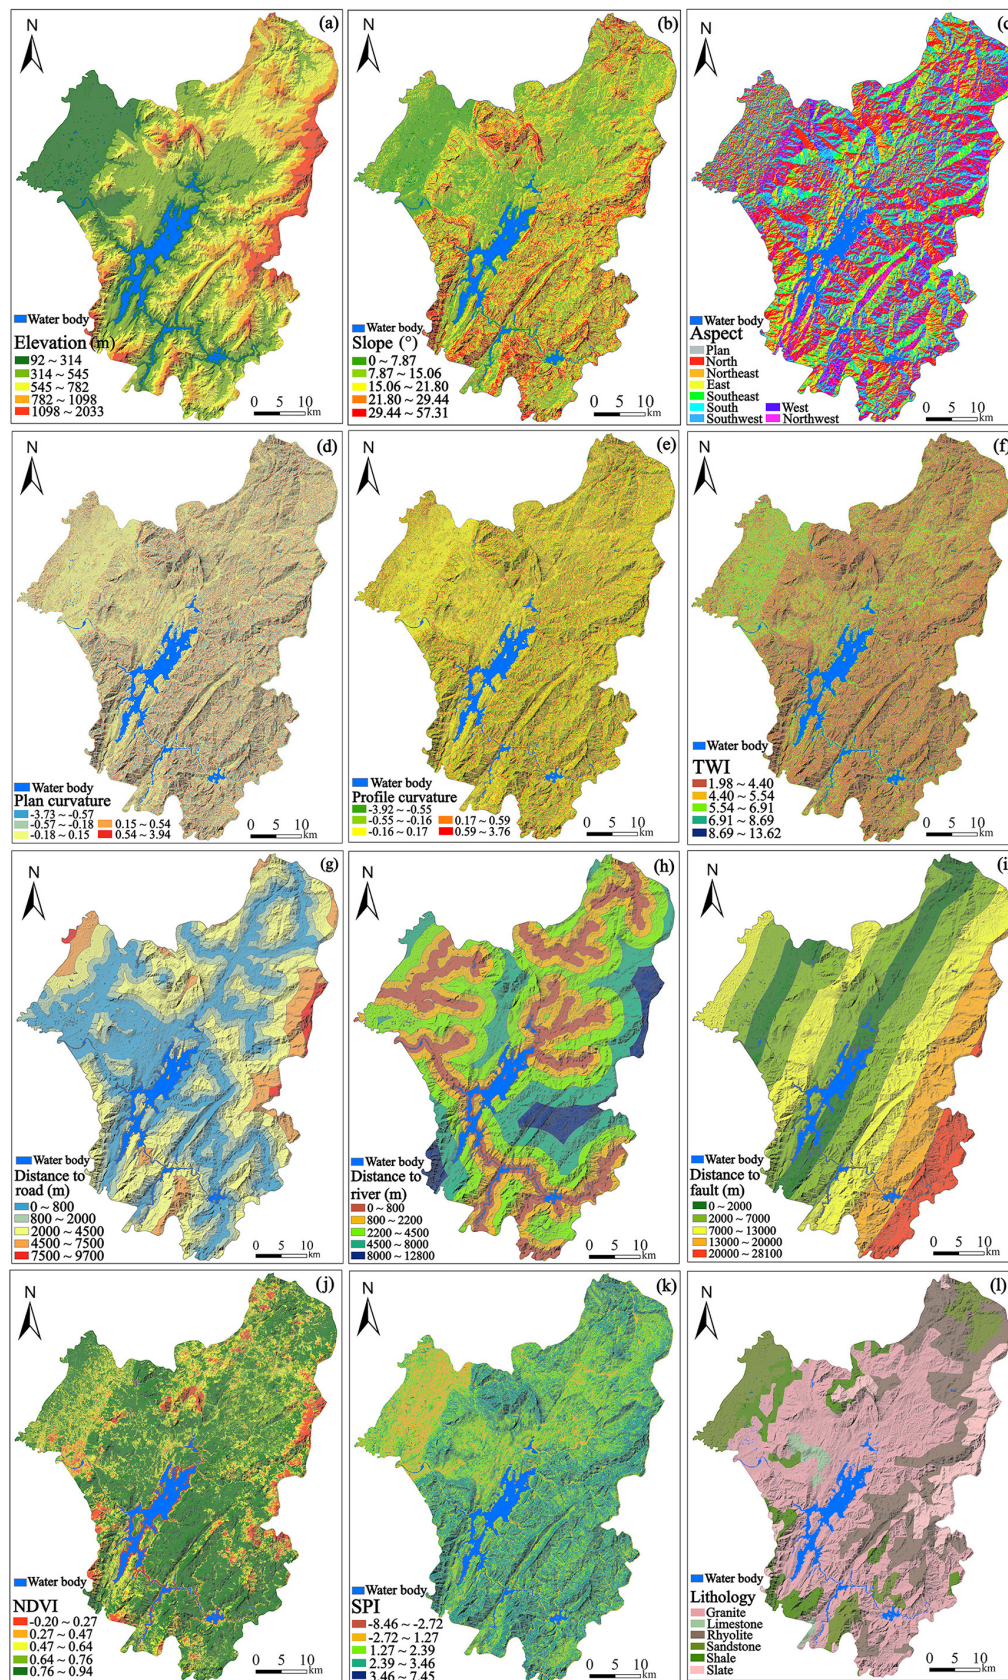 N
(a)
Water body
Elevation (m)
92 ~ 314
314 ~ 545
545 ~ 782
782 ~ 1098
1098 ~ 2033
0 5 10
km
N
(b)
Water body
Slope (°)
0 ~ 7.87
7.87 ~ 15.06
15.06 ~ 21.80
21.80 ~ 29.44
29.44 ~ 57.31
0 5 10
km
N
(c)
Water body
Aspect
Plan
North
Northeast
East
Southeast
South West
Southwest Northwest
0 5 10
km
N
(d)
Water body
Plan curvature
-3.73 ~ -0.57
-0.57 ~ -0.18 0.15 ~ 0.54
-0.18 ~ 0.15 0.54 ~ 3.94
0 5 10
km
N
(e)
Water body
Profile curvature
-3.92 ~ -0.55
-0.55 ~ -0.16 0.17 ~ 0.59
-0.16 ~ 0.17 0.59 ~ 3.76
0 5 10
km
N
(f)
Water body
TWI
1.98 ~ 4.40
4.40 ~ 5.54
5.54 ~ 6.91
6.91 ~ 8.69
8.69 ~ 13.62
0 5 10
km
N
(g)
Water body
Distance to
road (m)
0 ~ 800
800 ~ 2000
2000 ~ 4500
4500 ~ 7500
7500 ~ 9700
0 5 10
km
N
(h)
Water body
Distance to
river (m)
0 ~ 800
800 ~ 2200
2200 ~ 4500
4500 ~ 8000
8000 ~ 12800
0 5 10
km
N
(i)
Water body
Distance to
fault (m)
0 ~ 2000
2000 ~ 7000
7000 ~ 13000
13000 ~ 20000
20000 ~ 28100
0 5 10
km
N
(j)
Water body
NDVI
-0.20 ~ 0.27
0.27 ~ 0.47
0.47 ~ 0.64
0.64 ~ 0.76
0.76 ~ 0.94
0 5 10
km
N
(k)
Water body
SPI
-8.46 ~ -2.72
-2.72 ~ 1.27
1.27 ~ 2.39
2.39 ~ 3.46
3.46 ~ 7.45
0 5 10
km
N
(l)
Water body
Lithology
Granite
Limestone
Rhyolite
Sandstone
Shale
Slate
0 5 10
km